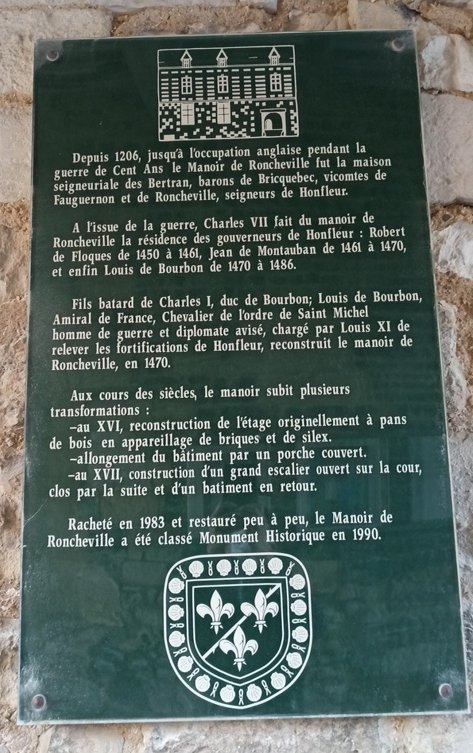 Depuis 1206, jusqu'à l'occupation anglaise pendant la
guerre de Cent Ans le Manoir de Roncheville fut la maison
seigneuriale des Bertran, barons de Bricquebec, vicomtes de
Fauguernon et de Roncheville, seigneurs de Honfleur.
A l'issue de la guerre, Charles VII fait du manoir de
Roncheville la résidence des gouverneurs de Honfleur : Robert
de Floques de 1450 à 1461, Jean de Montauban de 1461 à 1470,
et enfin Louis de Bourbon de 1470 à 1486.
Fils batard de Charles I, duc de Bourbon; Louis de Bourbon,
Amiral de France, Chevalier de l'ordre de Saint Michel
homme de guerre et diplomate avisé, chargé par Louis XI de
relever les fortifications de Honfleur, reconstruit le manoir de
Roncheville, en 1470.
Aux cours des siècles, le manoir subit plusieurs
transformations :
-au XVI, reconstruction de l'étage originellement à pans
de bois en appareillage de briques et de silex.
-allongement du bâtiment par un porche couvert.
-au XVII, construction d'un grand escalier ouvert sur la cour,
clos par la suite et d'un batiment en retour.
Racheté en 1983 et restauré peu à peu, le Manoir de
Roncheville a été classé Monument Historique en 1990.